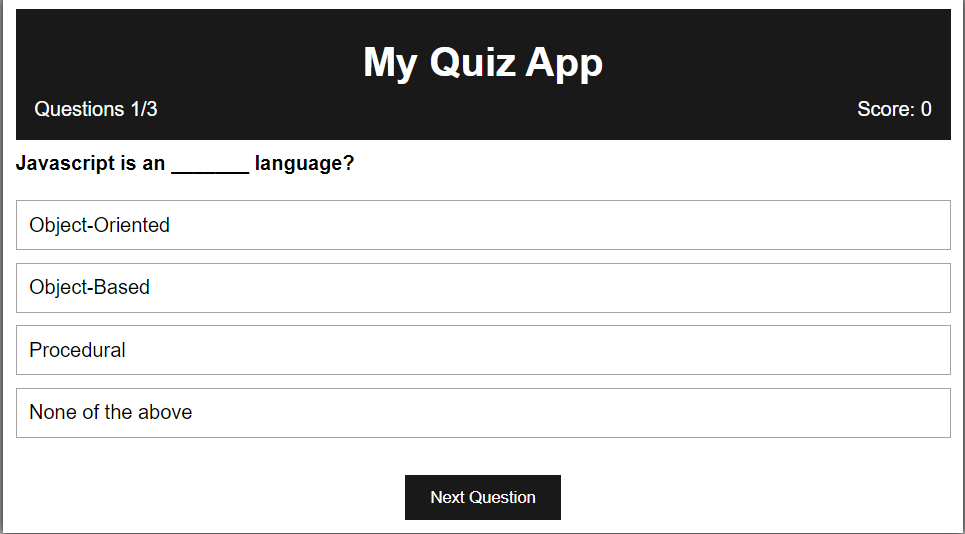 My Quiz App
Questions 1/3 Score: 0
Javascript is an _______ language?
Object-Oriented
Object-Based
Procedural
None of the above
Next Question